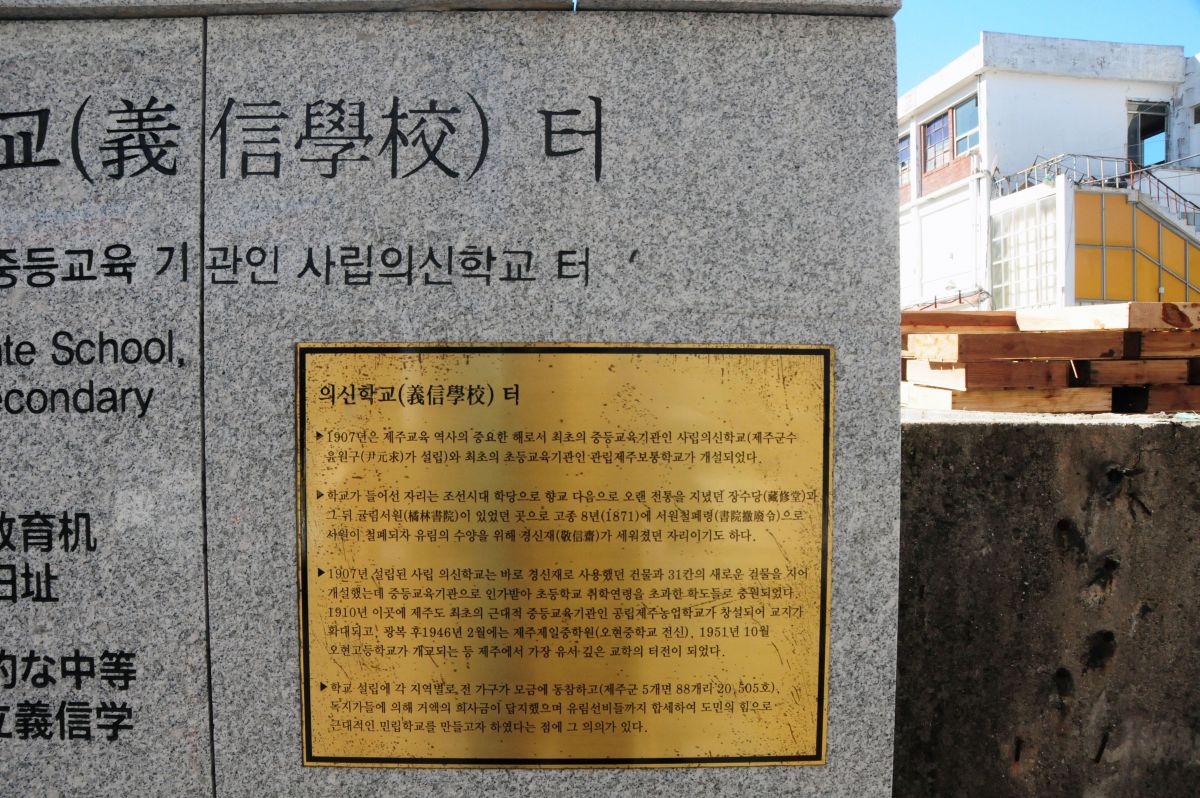 교(義信學校) 터
중등교육 기관인 사립의신학교 터
ate School,
econdary
教育机
旧址
的な中等
立義信学
의신학교(義信學校) 터
▶1907년은 제주교육 역사의 중요한 해로서 최초의 중등교육기관인 사립의신학교(제주군수
윤원구(尹元求)가 설립)와 최초의 초등교육기관인 관립제주보통학교가 개설되었다.
▶학교가 들어선 자리는 조선시대 학당으로 향교 다음으로 오랜 전통을 지녔던 장수당(藏修堂)과
그 뒤 귤림서원(橘林書院)이 있었던 곳으로 고종 8년(1871)에 서원철폐령(書院撤廢令)으로
서원이 철폐되자 유림의 수양을 위해 경신재(敬信齋)가 세워졌던 자리이기도 하다.
▶1907년 설립된 사립 의신학교는 바로 경신재로 사용했던 건물과 31칸의 새로운 건물을 지어
개설했는데 중등교육기관으로 인가받아 초등학교 취학연령을 초과한 학도들로 충원되었다.
1910년 이곳에 제주도 최초의 근대적 중등교육기관인 공립제주농업학교가 창설되어 교지가
확대되고, 광복 후1946년 2월에는 제주제일중학원(오현중학교 전신), 1951년 10월
오현고등학교가 개교되는 등 제주에서 가장 유서 깊은 교학의 터전이 되었다.
▶학교 설립에 각 지역별로 전 가구가 모금에 동참하고(제주군 5개면 88개리 20,505호),
독지가들에 의해 거액의 희사금이 답지했으며 유림선비들까지 합세하여 도민의 힘으로
근대적인 민립학교를 만들고자 하였다는 점에 그 의의가 있다.